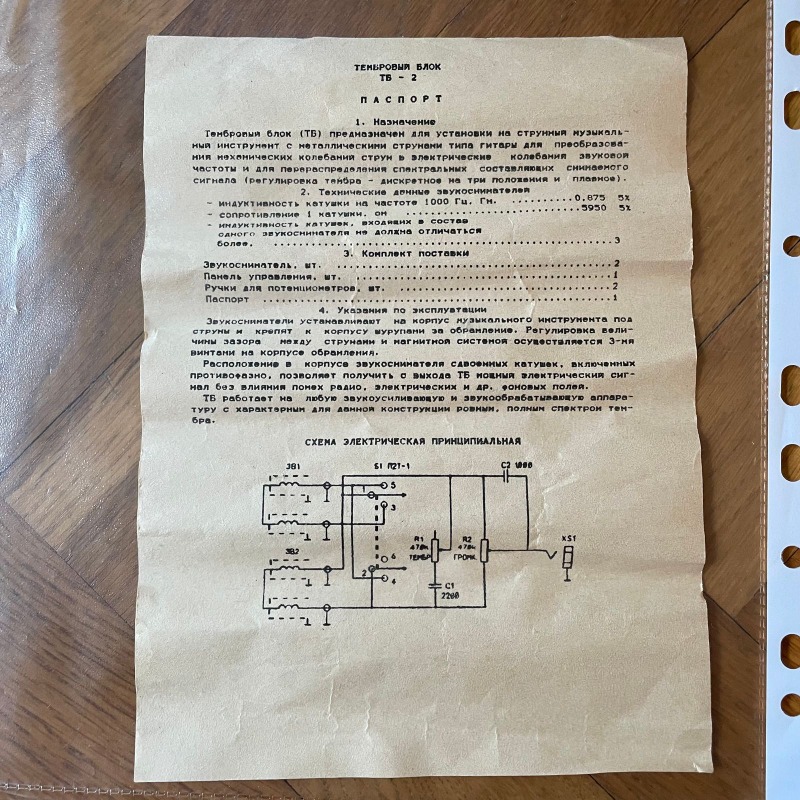 ТЕМБРОВЫЙ БЛОК
ТБ - 2
П А С П О Р Т
1. Назначение
Тембровый блок (ТБ) предназначен для установки на струнный музыкаль-
ный инструмент с металлическими струнами типа гитары для преобразова-
ния механических колебаний струн в электрические колебания звуковой
частоты и для перераспределения спектральных составляющих снимаемого
сигнала (регулировка тембра - дискретное на три положения и плавное).
2. Технические данные звукоснимателей
- индуктивность катушки на частоте 1000 Гц, Гн. ...........0,875 5%
- сопротивление 1 катушки, ом .........................5950 5%
- индуктивность катушек, входящих в состав
одного звукоснимателя не должна отличаться
более, ...............................................3
3. Комплект поставки
Звукосниматель, шт. ......................................2
Панель управления, шт. ...................................1
Ручки для потенциометров, шт. ............................2
Паспорт ..................................................1
4. Указания по эксплуатции
Звукосниматели устанавливают на корпус музыкального инструмента под
струны и крепят к корпусу шурупами за обрамление. Регулировка вели-
чины зазора между струнами и магнитной системой осуществляется 3-мя
винтами на корпусе обрамления.
Расположение в корпусе звукоснимателя сдвоенных катушек, включенных
противофазно, позволяет получить с выхода ТБ мощный электрический сиг-
нал без влияния помех радио, электрических и др. фоновых полей.
ТБ работает на любую звукоусиливающую и звукообрабатывающую аппара-
туру с характерным для данной конструкции ровным, полным спектром тем-
бра.
СХЕМА ЭЛЕКТРИЧЕСКАЯ ПРИНЦИПИАЛЬНАЯ
ЗВ1 S1 П2Т-1 C2 1000
5
1
3
R1 470к ТЕМБР
R2 470к ГРОМК.
XS1
ЗВ2
6
2
4
C1 2200